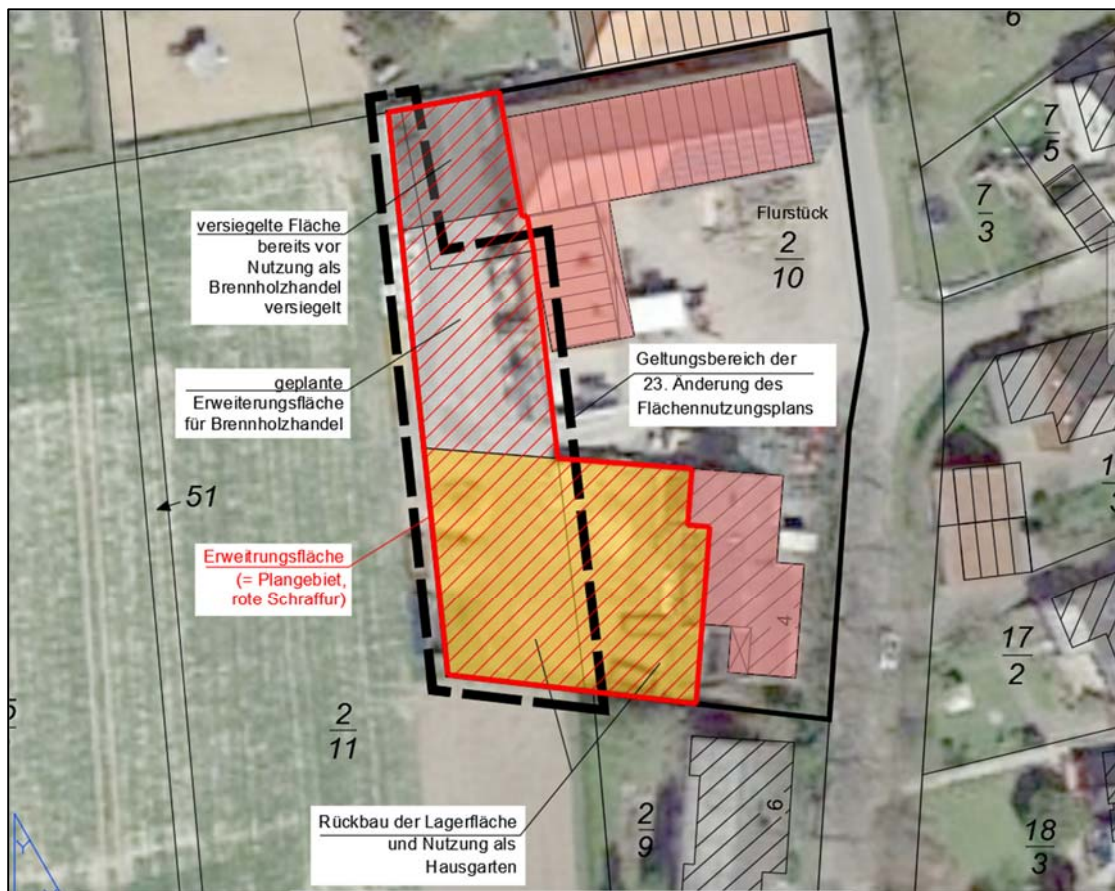 6
7
5
7
3
Flurstück
2
10
versiegelte Fläche
bereits vor
Nutzung als
Brennholzhandel
versiegelt
geplante
Erweiterungsfläche
für Brennholzhandel
Geltungsbereich der
23. Änderung des
Flächennutzungsplans
51
Erweitrungsfläche
(= Plangebiet,
rote Schraffur)
4
17
2
2
11
Rückbau der Lagerfläche
und Nutzung als
Hausgarten
2
9
6
18
3